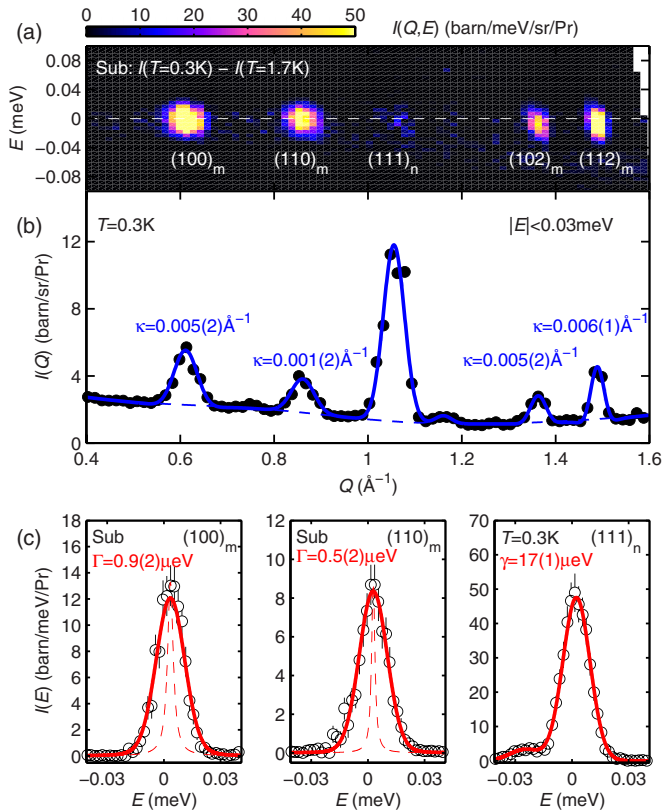 0 10 20 30 40 50 I(Q,E) (barn/meV/sr/Pr)
(a)
0.08
Sub: I(T=0.3K) − I(T=1.7K)
0.04
0
−0.04
−0.08
E (meV)
(100)m (110)m (111)n (102)m (112)m
(b)
T=0.3K |E|<0.03meV
12
8
4
0
I(Q) (barn/sr/Pr)
κ=0.005(2)Å−1 κ=0.006(1)Å−1
κ=0.001(2)Å−1 κ=0.005(2)Å−1
0.4 0.6 0.8 1 1.2 1.4 1.6
Q (Å−1)
(c)
I(E) (barn/meV/Pr)
18
16
14
12
10
8
6
4
2
0
Sub (100)m
Γ=0.9(2)μeV
−0.03 0 0.03
E (meV)
12
10
8
6
4
2
0
Sub (110)m
Γ=0.5(2)μeV
−0.03 0 0.03
E (meV)
70
60
50
40
30
20
10
0
T=0.3K (111)n
γ=17(1)μeV
−0.03 0 0.03
E (meV)